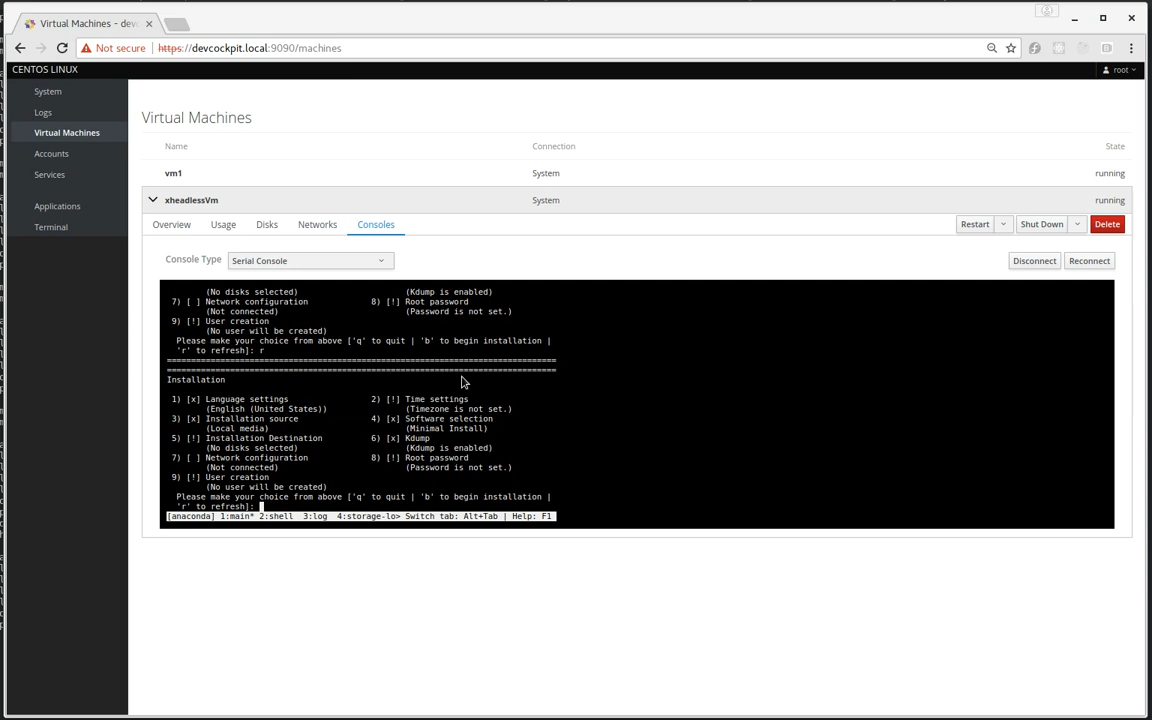 Virtual Machines - dev
Not secure | https://devcockpit.local:9090/machines
CENTOS LINUX
root
System
Logs
Virtual Machines
Accounts
Services
Applications
Terminal
Virtual Machines
Name Connection State
vm1 System running
xheadlessVm System running
Overview Usage Disks Networks Consoles Restart Shut Down Delete
Console Type Serial Console Disconnect Reconnect
(No disks selected) (Kdump is enabled)
7) [ ] Network configuration 8) [!] Root password
(Not connected) (Password is not set.)
9) [!] User creation
(No user will be created)
Please make your choice from above ['q' to quit | 'b' to begin installation |
'r' to refresh]: r
================================================================================
================================================================================
Installation
1) [x] Language settings 2) [!] Time settings
(English (United States)) (Timezone is not set.)
3) [x] Installation source 4) [x] Software selection
(Local media) (Minimal Install)
5) [!] Installation Destination 6) [x] Kdump
(No disks selected) (Kdump is enabled)
7) [ ] Network configuration 8) [!] Root password
(Not connected) (Password is not set.)
9) [!] User creation
(No user will be created)
Please make your choice from above ['q' to quit | 'b' to begin installation |
'r' to refresh]:
[anaconda] 1:main* 2:shell 3:log 4:storage-lo> Switch tab: Alt+Tab | Help: F1